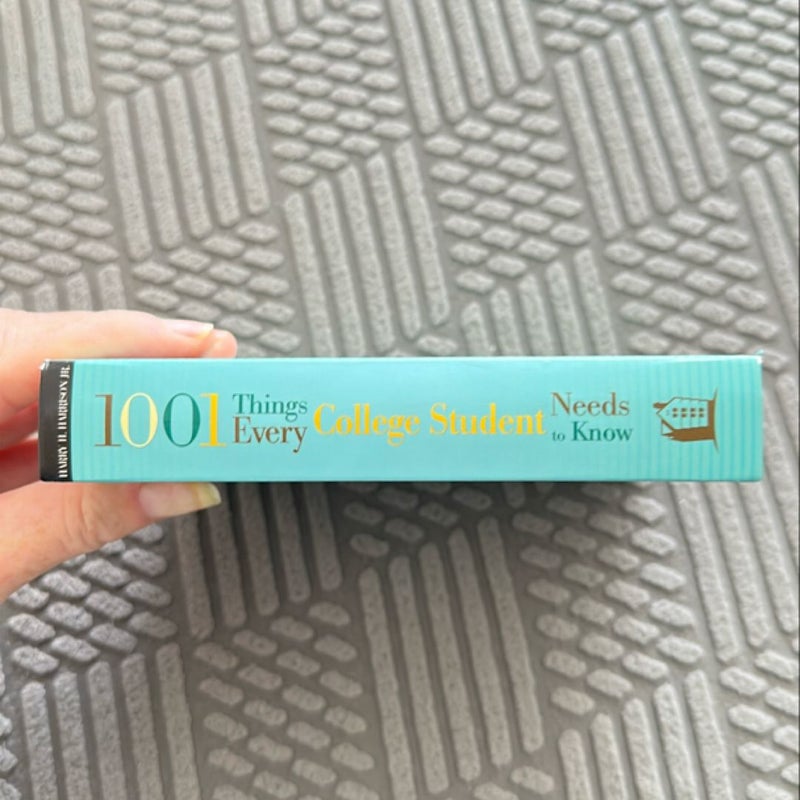 HARRY H. HARRISON JR.
1001 Things Every College Student Needs to Know